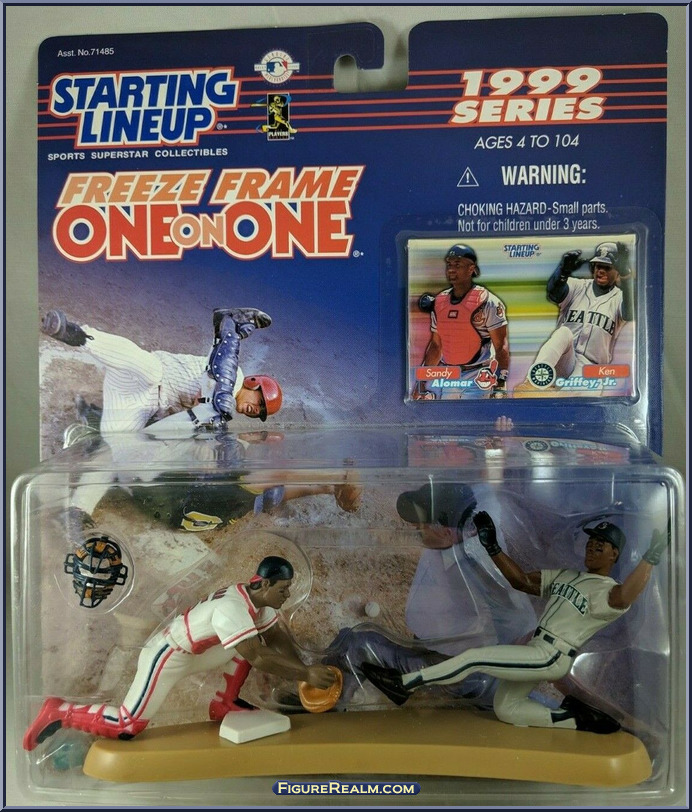 Asst. No.71485
STARTING
LINEUP®
SPORTS SUPERSTAR COLLECTIBLES
PLAYERS
1999
SERIES
AGES 4 TO 104
WARNING:
CHOKING HAZARD-Small parts.
Not for children under 3 years.
FREEZE FRAME
ONE ON ONE®
STARTING
LINEUP
SEATTLE
Sandy
Alomar
Ken
Griffey, Jr.
SEATTLE
FIGUREREALM.COM